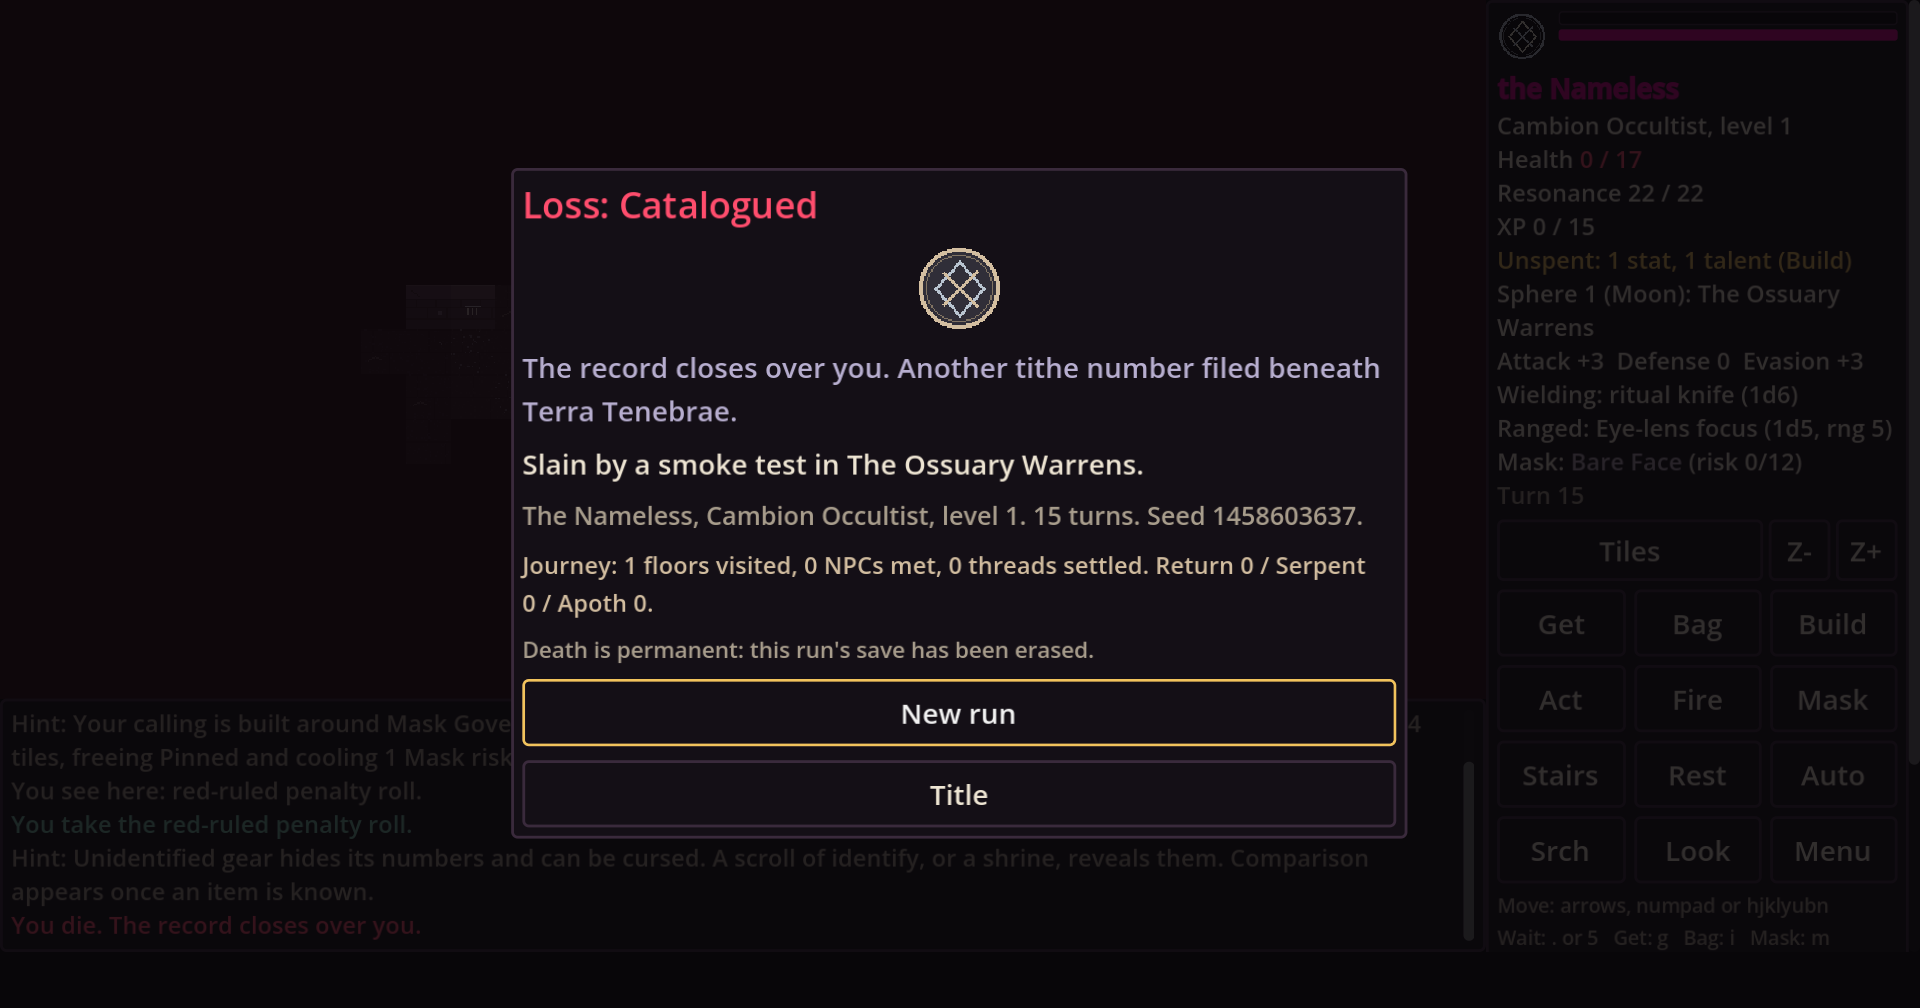 the Nameless
Cambion Occultist, level 1
Health 0 / 17
Resonance 22 / 22
XP 0 / 15
Unspent: 1 stat, 1 talent (Build)
Sphere 1 (Moon): The Ossuary
Warrens
Attack +3 Defense 0 Evasion +3
Wielding: ritual knife (1d6)
Ranged: Eye-lens focus (1d5, rng 5)
Mask: Bare Face (risk 0/12)
Turn 15
Tiles Z- Z+
Get Bag Build
Act Fire Mask
Stairs Rest Auto
Srch Look Menu
Move: arrows, numpad or hjklyubn
Wait: . or 5 Get: g Bag: i Mask: m
Loss: Catalogued
The record closes over you. Another tithe number filed beneath
Terra Tenebrae.
Slain by a smoke test in The Ossuary Warrens.
The Nameless, Cambion Occultist, level 1. 15 turns. Seed 1458603637.
Journey: 1 floors visited, 0 NPCs met, 0 threads settled. Return 0 / Serpent
0 / Apoth 0.
Death is permanent: this run's save has been erased.
New run
Title
Hint: Your calling is built around Mask Gove 4
tiles, freeing Pinned and cooling 1 Mask risk
You see here: red-ruled penalty roll.
You take the red-ruled penalty roll.
Hint: Unidentified gear hides its numbers and can be cursed. A scroll of identify, or a shrine, reveals them. Comparison
appears once an item is known.
You die. The record closes over you.